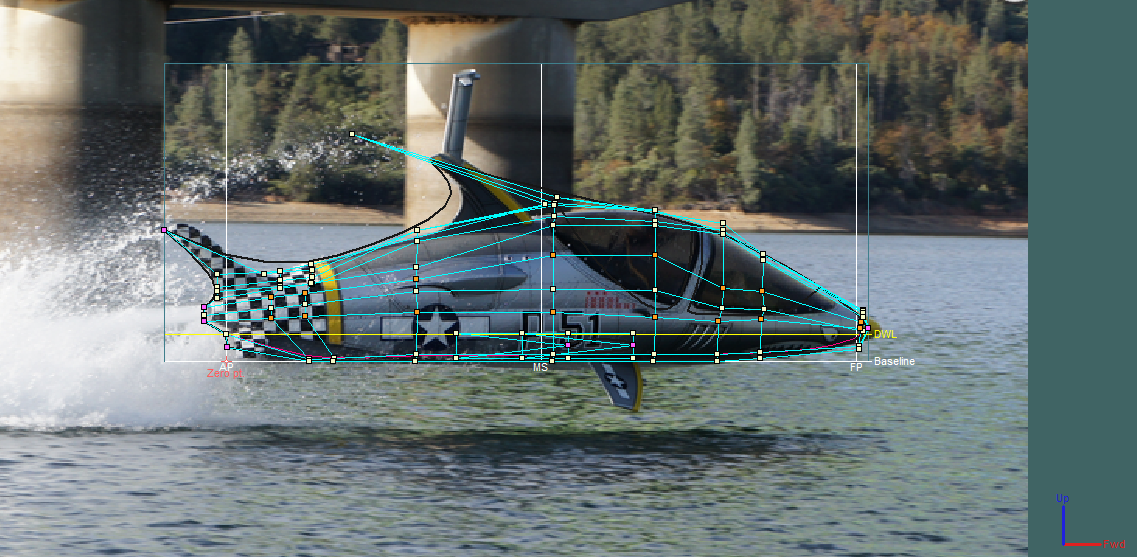 DWL
Baseline
AP
MS
FP
Zero pt
Up
Fwd